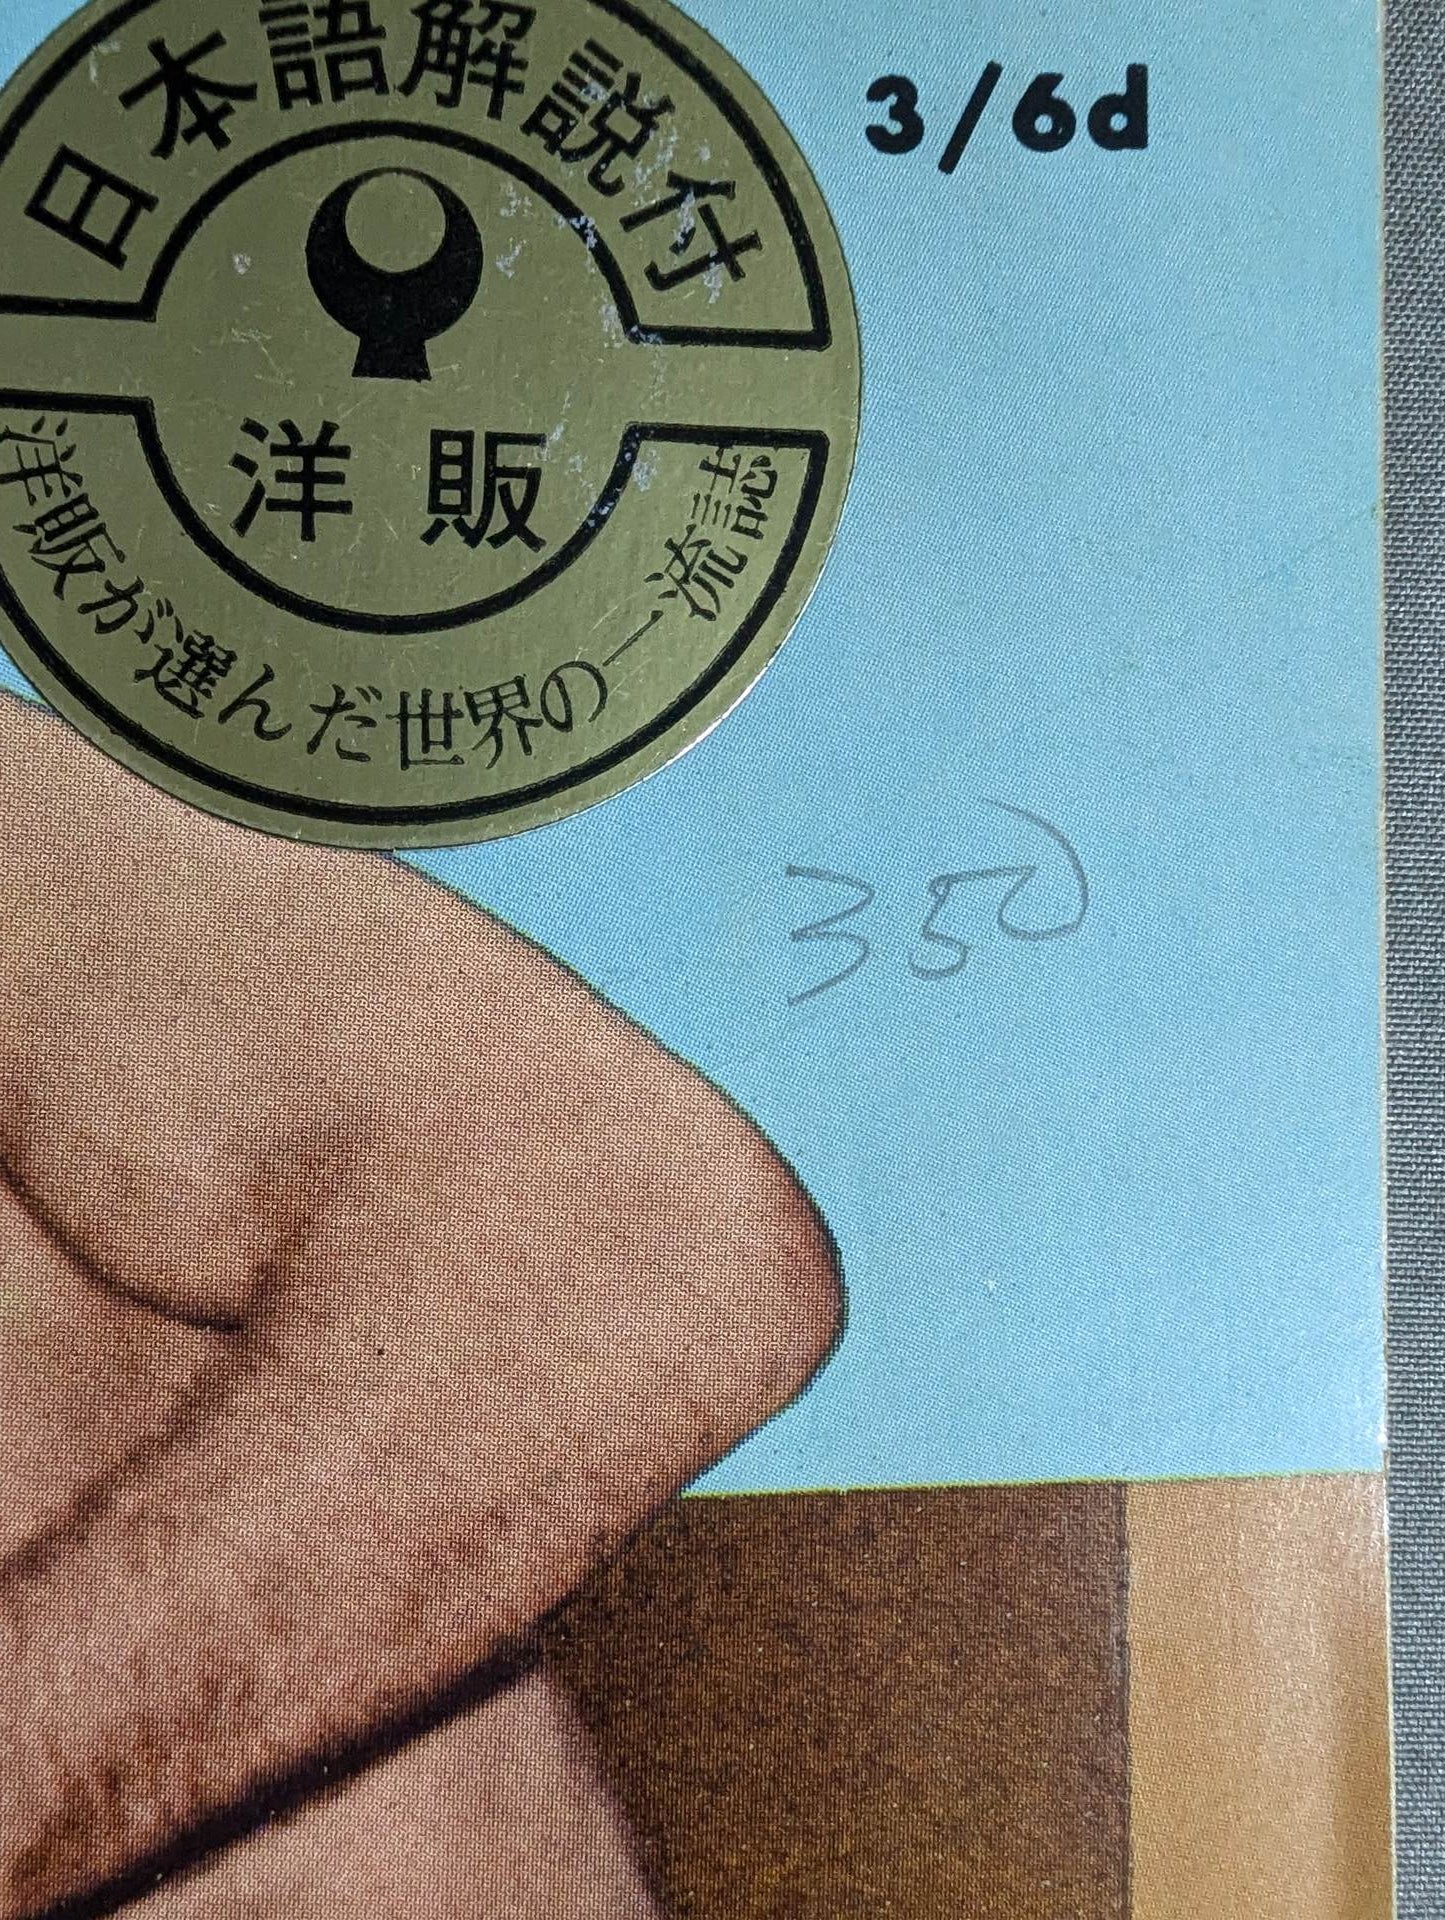 日本語解説付
3/6d
洋販
洋販が選んだ世界の一流誌
350